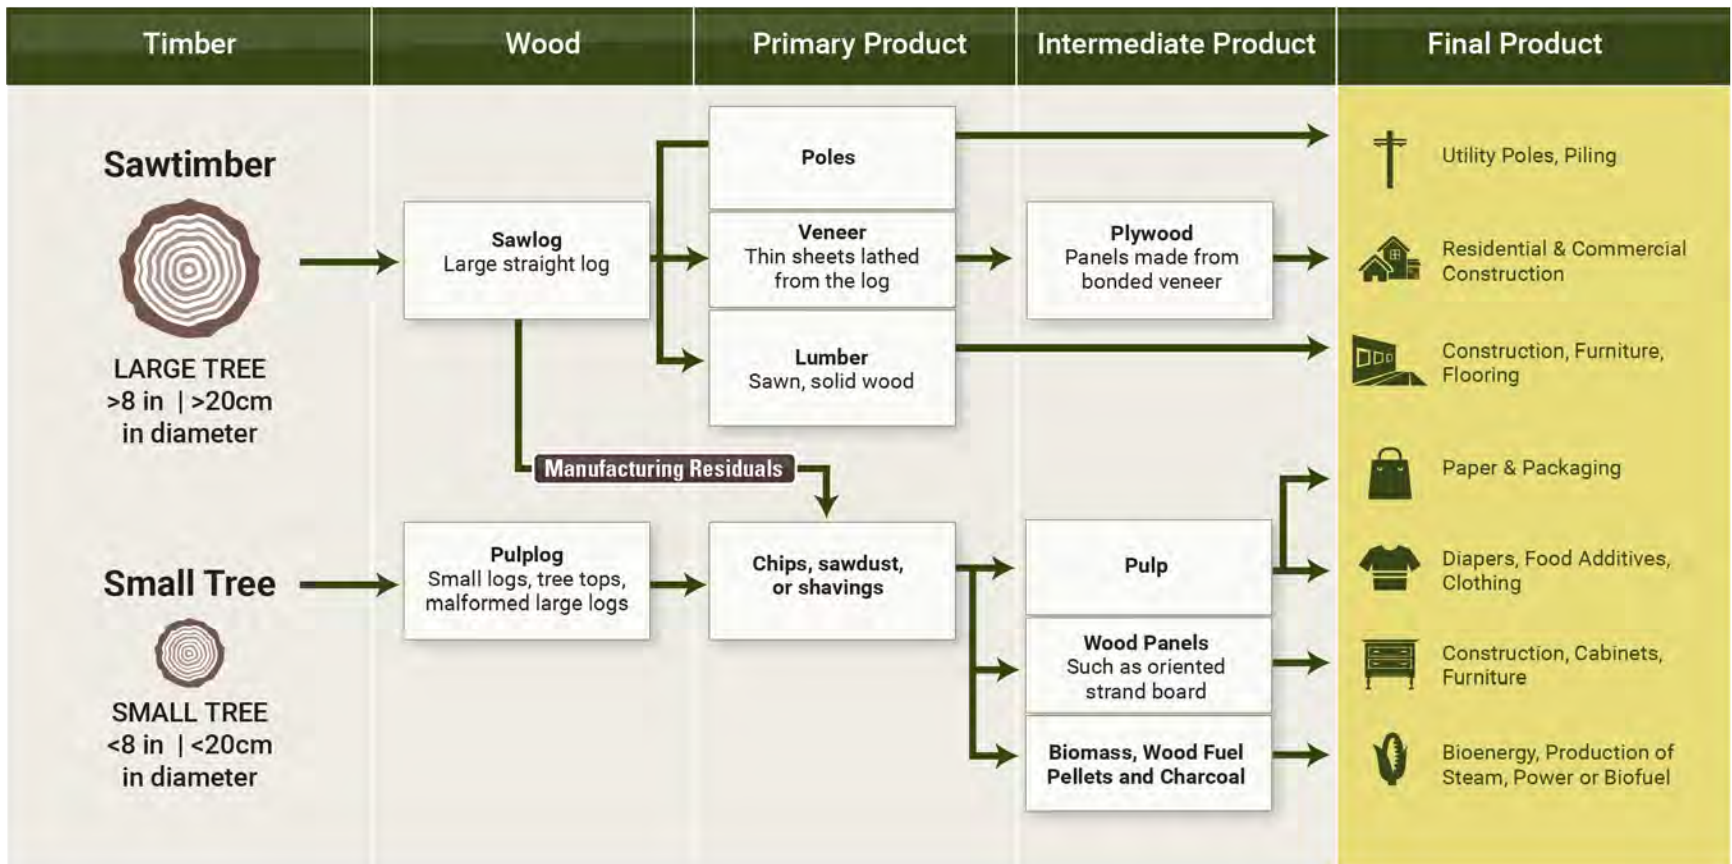 Timber
Wood
Primary Product
Intermediate Product
Final Product
Sawtimber
LARGE TREE
>8 in | >20cm
in diameter
Sawlog
Large straight log
Poles
Veneer
Thin sheets lathed
from the log
Lumber
Sawn, solid wood
Plywood
Panels made from
bonded veneer
Utility Poles, Piling
Residential & Commercial
Construction
Construction, Furniture,
Flooring
Manufacturing Residuals
Small Tree
SMALL TREE
<8 in | <20cm
in diameter
Pulplog
Small logs, tree tops,
malformed large logs
Chips, sawdust,
or shavings
Pulp
Wood Panels
Such as oriented
strand board
Biomass, Wood Fuel
Pellets and Charcoal
Paper & Packaging
Diapers, Food Additives,
Clothing
Construction, Cabinets,
Furniture
Bioenergy, Production of
Steam, Power or Biofuel